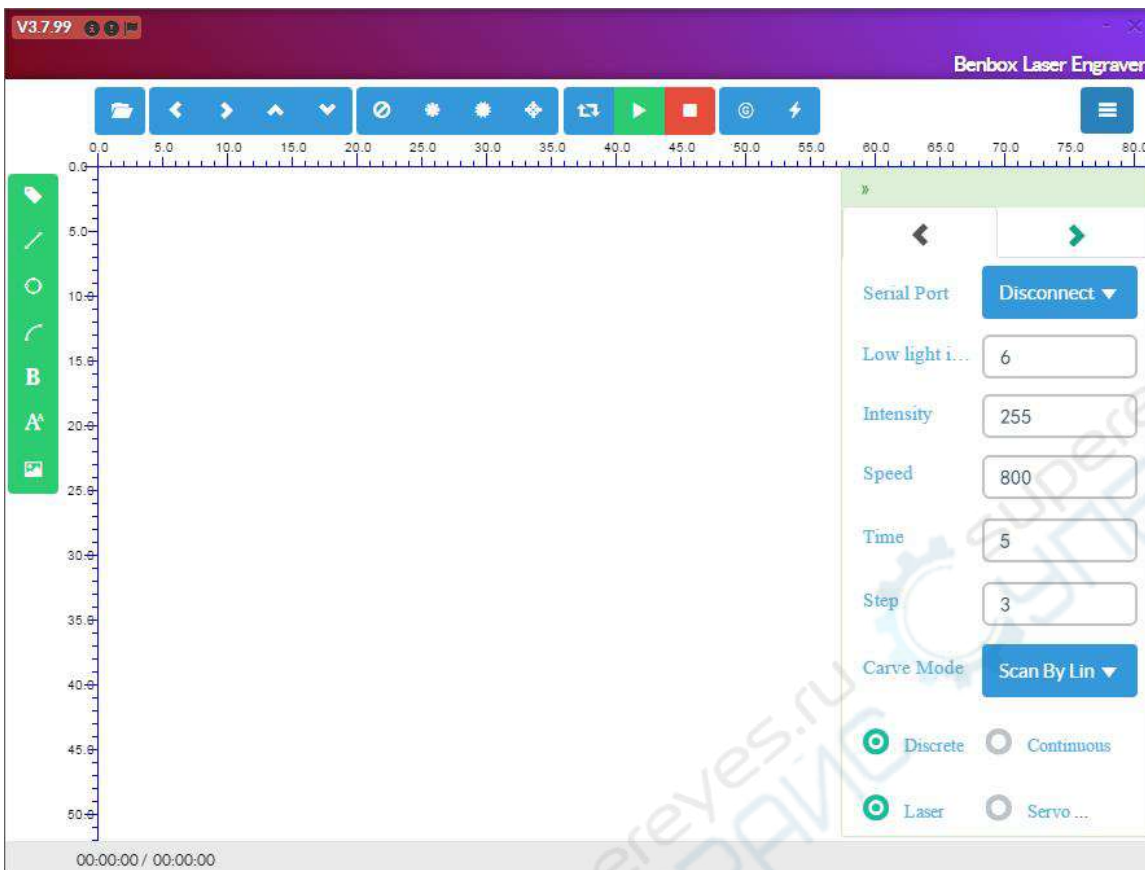 V3.7.99
Benbox Laser Engraver
0.0 5.0 10.0 15.0 20.0 25.0 30.0 35.0 40.0 45.0 50.0 55.0 60.0 65.0 70.0 75.0 80.0
0.0
5.0
10.0
15.0
20.0
25.0
30.0
35.0
40.0
45.0
50.0
B
AA
»
Serial Port Disconnect
Low light i... 6
Intensity 255
Speed 800
Time 5
Step 3
Carve Mode Scan By Lin
Discrete Continuous
Laser Servo ...
00:00:00 / 00:00:00